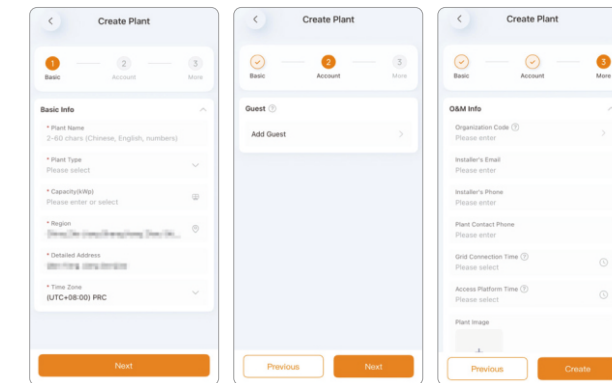 Create Plant
1
2
3
Basic
Account
More
Basic Info
* Plant Name
2-60 chars (Chinese, English, numbers)
* Plant Type
Please select
* Capacity(kWp)
Please enter or select
* Region
* Detailed Address
* Time Zone
(UTC+08:00) PRC
Next
Create Plant
2
3
Basic
Account
More
Guest ?
Add Guest
Previous
Next
Create Plant
3
Basic
Account
More
O&M Info
Organization Code ?
Please enter
Installer's Email
Please enter
Installer's Phone
Please enter
Plant Contact Phone
Please enter
Grid Connection Time ?
Please select
Access Platform Time ?
Please select
Plant Image
Previous
Create